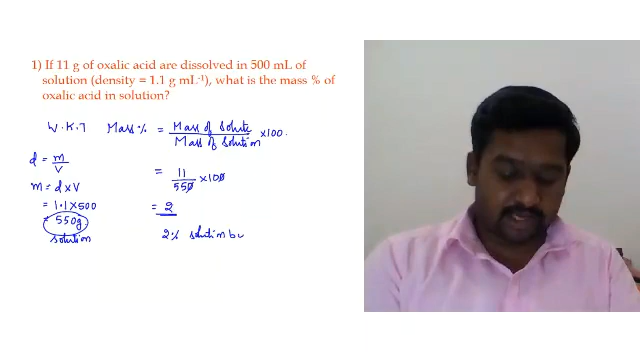 1) If 11 g of oxalic acid are dissolved in 500 mL of
solution (density = 1.1 g mL⁻¹), what is the mass % of
oxalic acid in solution?
W.K.T Mass % = Mass of Solute / Mass of Solution × 100.
d = m / V
m = d × V
= 1.1 × 500
= 550g
solution
= 11 / 550 × 100
= 2
2% solution by